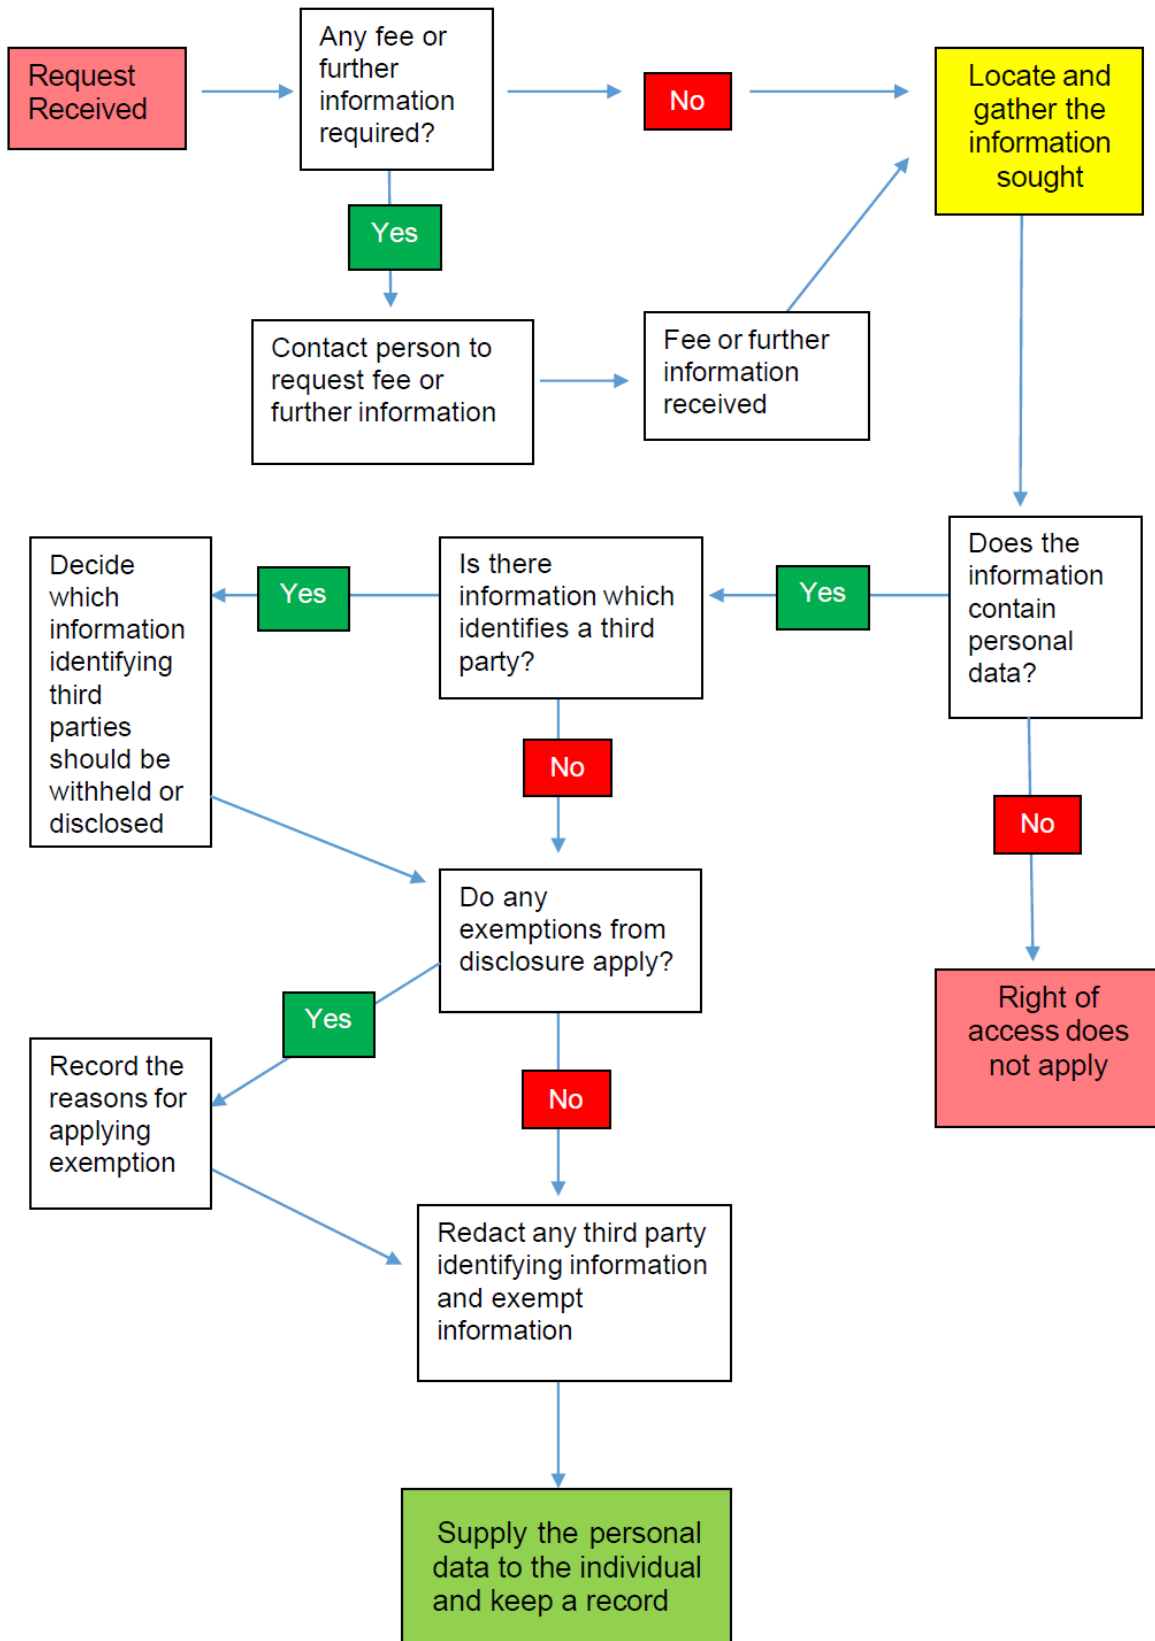 Request
Received
Any fee or
further
information
required?
No
Locate and
gather the
information
sought
Yes
Contact person to
request fee or
further information
Fee or further
information
received
Does the
information
contain
personal
data?
Yes
Is there
information which
identifies a third
party?
Yes
Decide
which
information
identifying
third
parties
should be
withheld or
disclosed
No
No
Right of
access does
not apply
Do any
exemptions from
disclosure apply?
Yes
Record the
reasons for
applying
exemption
No
Redact any third party
identifying information
and exempt
information
Supply the personal
data to the individual
and keep a record